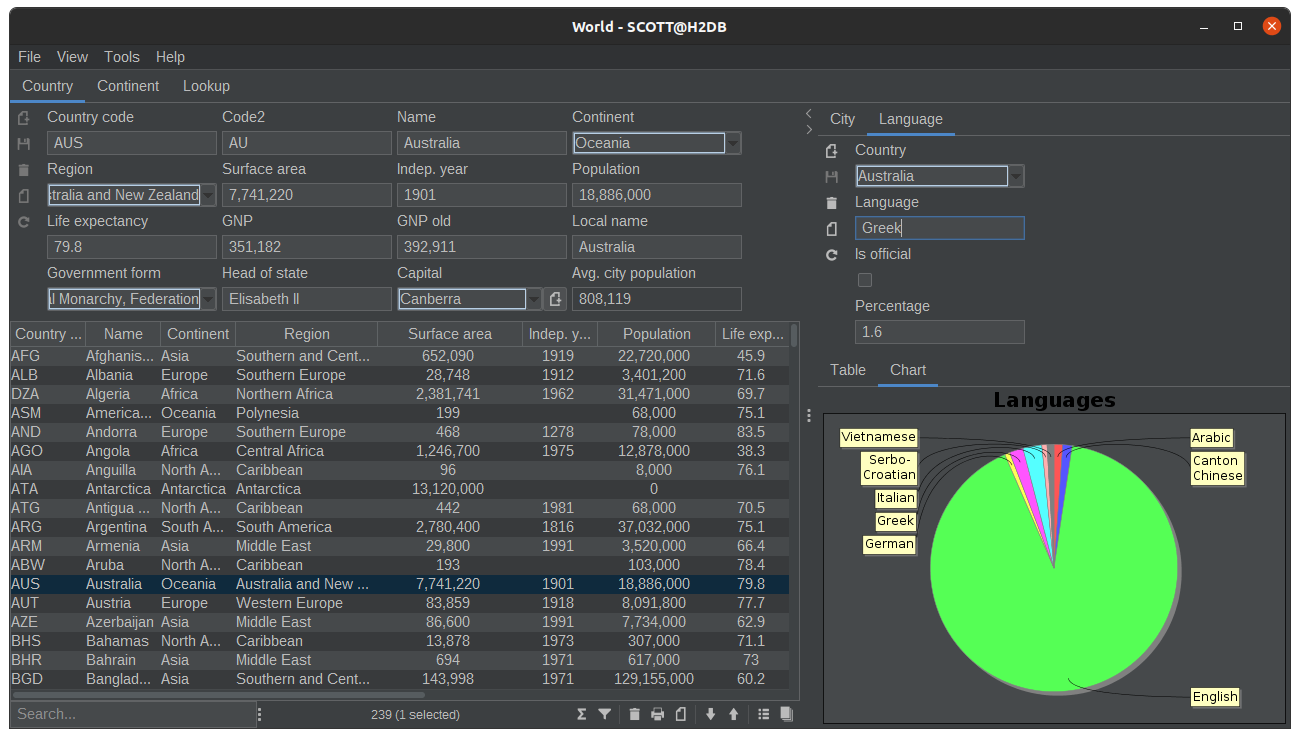 World - SCOTT@H2DB
File View Tools Help
Country Continent Lookup
Country code Code2 Name Continent
AUS AU Australia Oceania
Region Surface area Indep. year Population
stralia and New Zealand 7,741,220 1901 18,886,000
Life expectancy GNP GNP old Local name
79.8 351,182 392,911 Australia
Government form Head of state Capital Avg. city population
l Monarchy, Federation Elisabeth II Canberra 808,119
Country ... Name Continent Region Surface area Indep. y... Population Life exp...
AFG Afghanis... Asia Southern and Cent... 652,090 1919 22,720,000 45.9
ALB Albania Europe Southern Europe 28,748 1912 3,401,200 71.6
DZA Algeria Africa Northern Africa 2,381,741 1962 31,471,000 69.7
ASM America... Oceania Polynesia 199 68,000 75.1
AND Andorra Europe Southern Europe 468 1278 78,000 83.5
AGO Angola Africa Central Africa 1,246,700 1975 12,878,000 38.3
AIA Anguilla North A... Caribbean 96 8,000 76.1
ATA Antarctica Antarctica Antarctica 13,120,000 0
ATG Antigua ... North A... Caribbean 442 1981 68,000 70.5
ARG Argentina South A... South America 2,780,400 1816 37,032,000 75.1
ARM Armenia Asia Middle East 29,800 1991 3,520,000 66.4
ABW Aruba North A... Caribbean 193 103,000 78.4
AUS Australia Oceania Australia and New ... 7,741,220 1901 18,886,000 79.8
AUT Austria Europe Western Europe 83,859 1918 8,091,800 77.7
AZE Azerbaijan Asia Middle East 86,600 1991 7,734,000 62.9
BHS Bahamas North A... Caribbean 13,878 1973 307,000 71.1
BHR Bahrain Asia Middle East 694 1971 617,000 73
BGD Banglad... Asia Southern and Cent... 143,998 1971 129,155,000 60.2
Search... 239 (1 selected)
City Language
Country
Australia
Language
Greek
Is official
Percentage
1.6
Table Chart
Languages
Vietnamese
Serbo-
Croatian
Italian
Greek
German
Arabic
Canton
Chinese
English